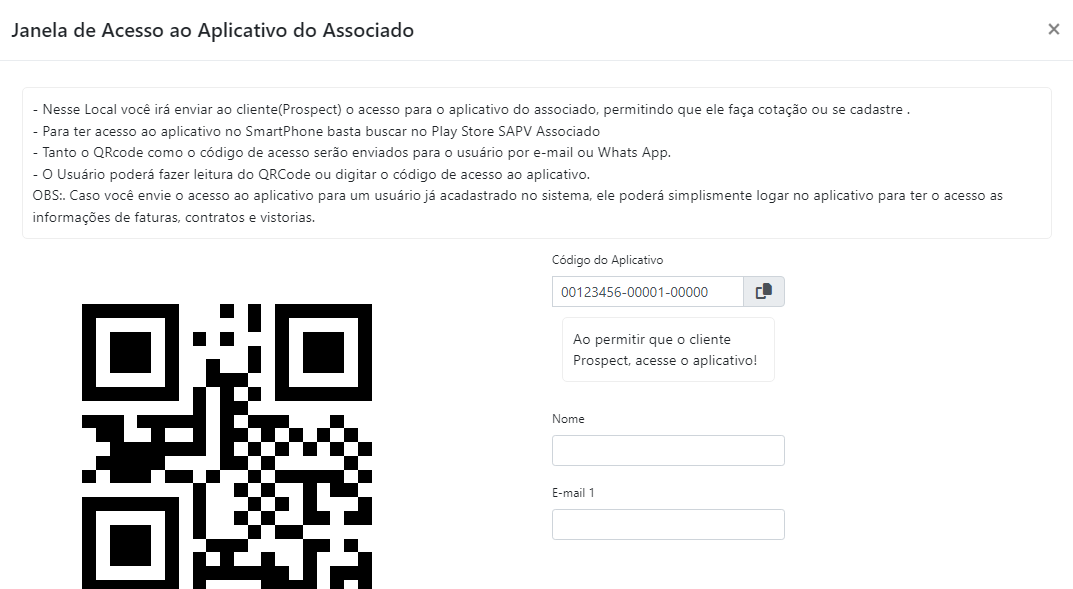 Janela de Acesso ao Aplicativo do Associado
- Nesse Local você irá enviar ao cliente(Prospect) o acesso para o aplicativo do associado, permitindo que ele faça cotação ou se cadastre .
- Para ter acesso ao aplicativo no SmartPhone basta buscar no Play Store SAPV Associado
- Tanto o QRcode como o código de acesso serão enviados para o usuário por e-mail ou Whats App.
- O Usuário poderá fazer leitura do QRCode ou digitar o código de acesso ao aplicativo.
OBS:. Caso você envie o acesso ao aplicativo para um usuário já acadastrado no sistema, ele poderá simplismente logar no aplicativo para ter o acesso as
informações de faturas, contratos e vistorias.
Código do Aplicativo
00123456-00001-00000
Ao permitir que o cliente
Prospect, acesse o aplicativo!
Nome
E-mail 1